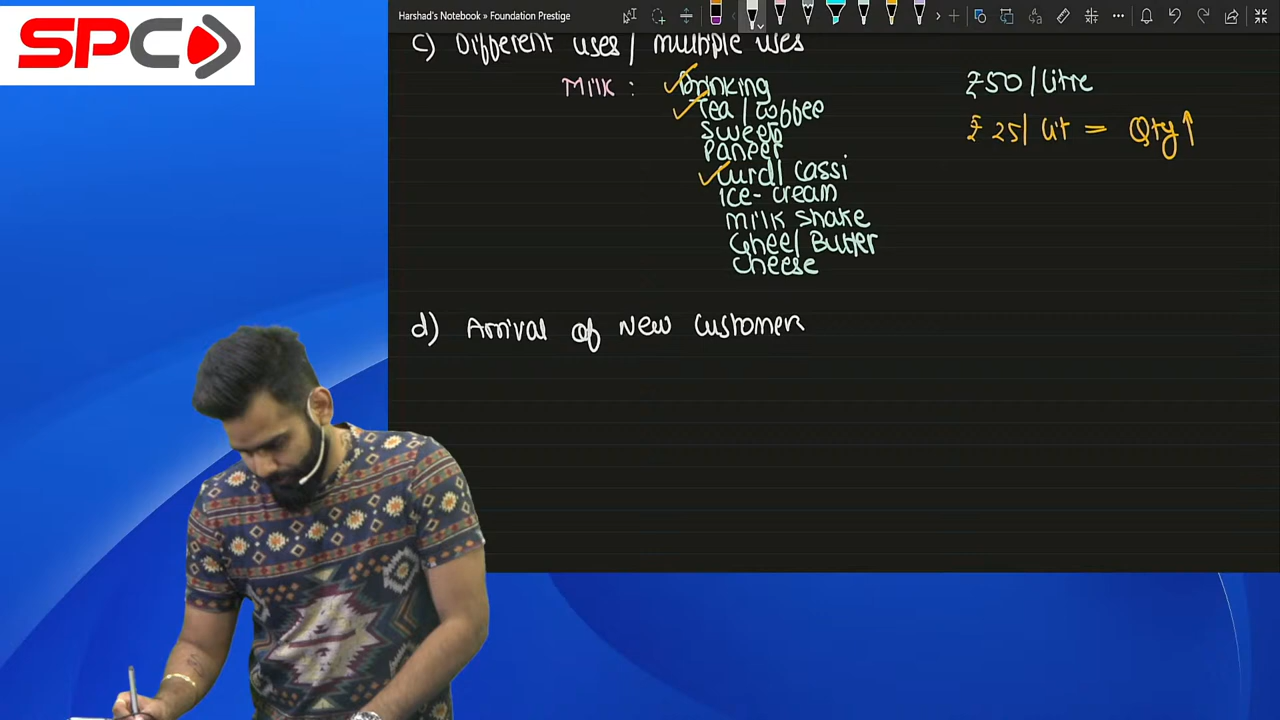 SPC
Harshad's Notebook » Foundation Prestige
c) Different uses / multiple uses
Milk : Drinking ₹50 / Litre
Tea / Coffee ₹ 25/ Lit = Qty ↑
Sweets
Paneer
Curd / Lassi
Ice-cream
Milk shake
Ghee / Butter
Cheese
d) Arrival of New Customers